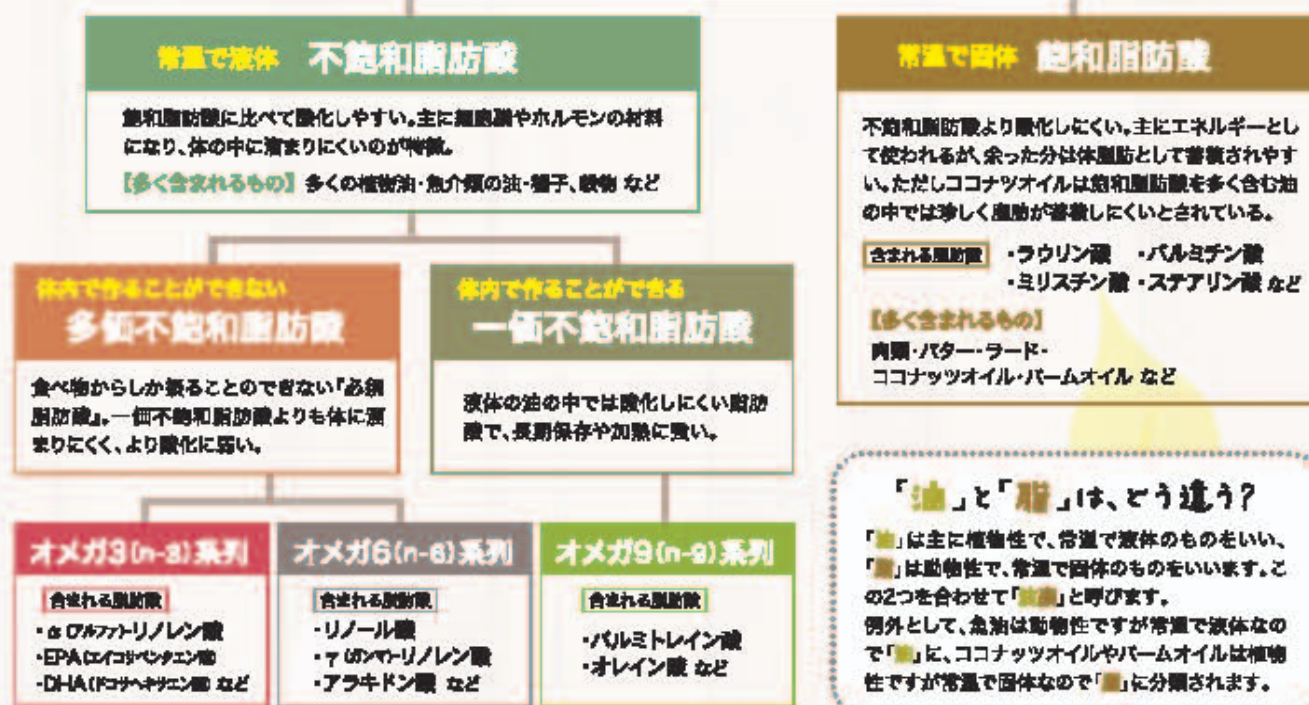 常温で液体 不飽和脂肪酸
飽和脂肪酸に比べて酸化しやすい。主に細胞膜やホルモンの材料
になり、体の中に溜まりにくいのが特徴。
【多く含まれるもの】 多くの植物油・魚介類の油・種子、穀物 など
常温で固体 飽和脂肪酸
不飽和脂肪酸より酸化しにくい。主にエネルギーとし
て使われるが、余った分は体脂肪として蓄積されやす
い。ただしココナツオイルは飽和脂肪酸を多く含む油
の中では珍しく脂肪が蓄積しにくいとされている。
含まれる脂肪酸 ・ラウリン酸 ・パルミチン酸
・ミリスチン酸 ・ステアリン酸 など
【多く含まれるもの】
肉類・バター・ラード・
ココナッツオイル・パームオイル など
体内で作ることができない
多価不飽和脂肪酸
食べ物からしか摂ることのできない「必須
脂肪酸」。一価不飽和脂肪酸よりも体に溜
まりにくく、より酸化に弱い。
体内で作ることができる
一価不飽和脂肪酸
液体の油の中では酸化しにくい脂肪
酸で、長期保存や加熱に強い。
オメガ3(n-3)系列
含まれる脂肪酸
・α(アルファ)-リノレン酸
・EPA(エイコサペンタエン酸)
・DHA(ドコサヘキサエン酸) など
オメガ6(n-6)系列
含まれる脂肪酸
・リノール酸
・γ(ガンマ)-リノレン酸
・アラキドン酸 など
オメガ9(n-9)系列
含まれる脂肪酸
・パルミトレイン酸
・オレイン酸 など
「油」と「脂」は、どう違う?
「油」は主に植物性で、常温で液体のものをいい、
「脂」は動物性で、常温で固体のものをいいます。こ
の2つを合わせて「油脂」と呼びます。
例外として、魚油は動物性ですが常温で液体なの
で「油」に、ココナッツオイルやパームオイルは植物
性ですが常温で固体なので「脂」に分類されます。